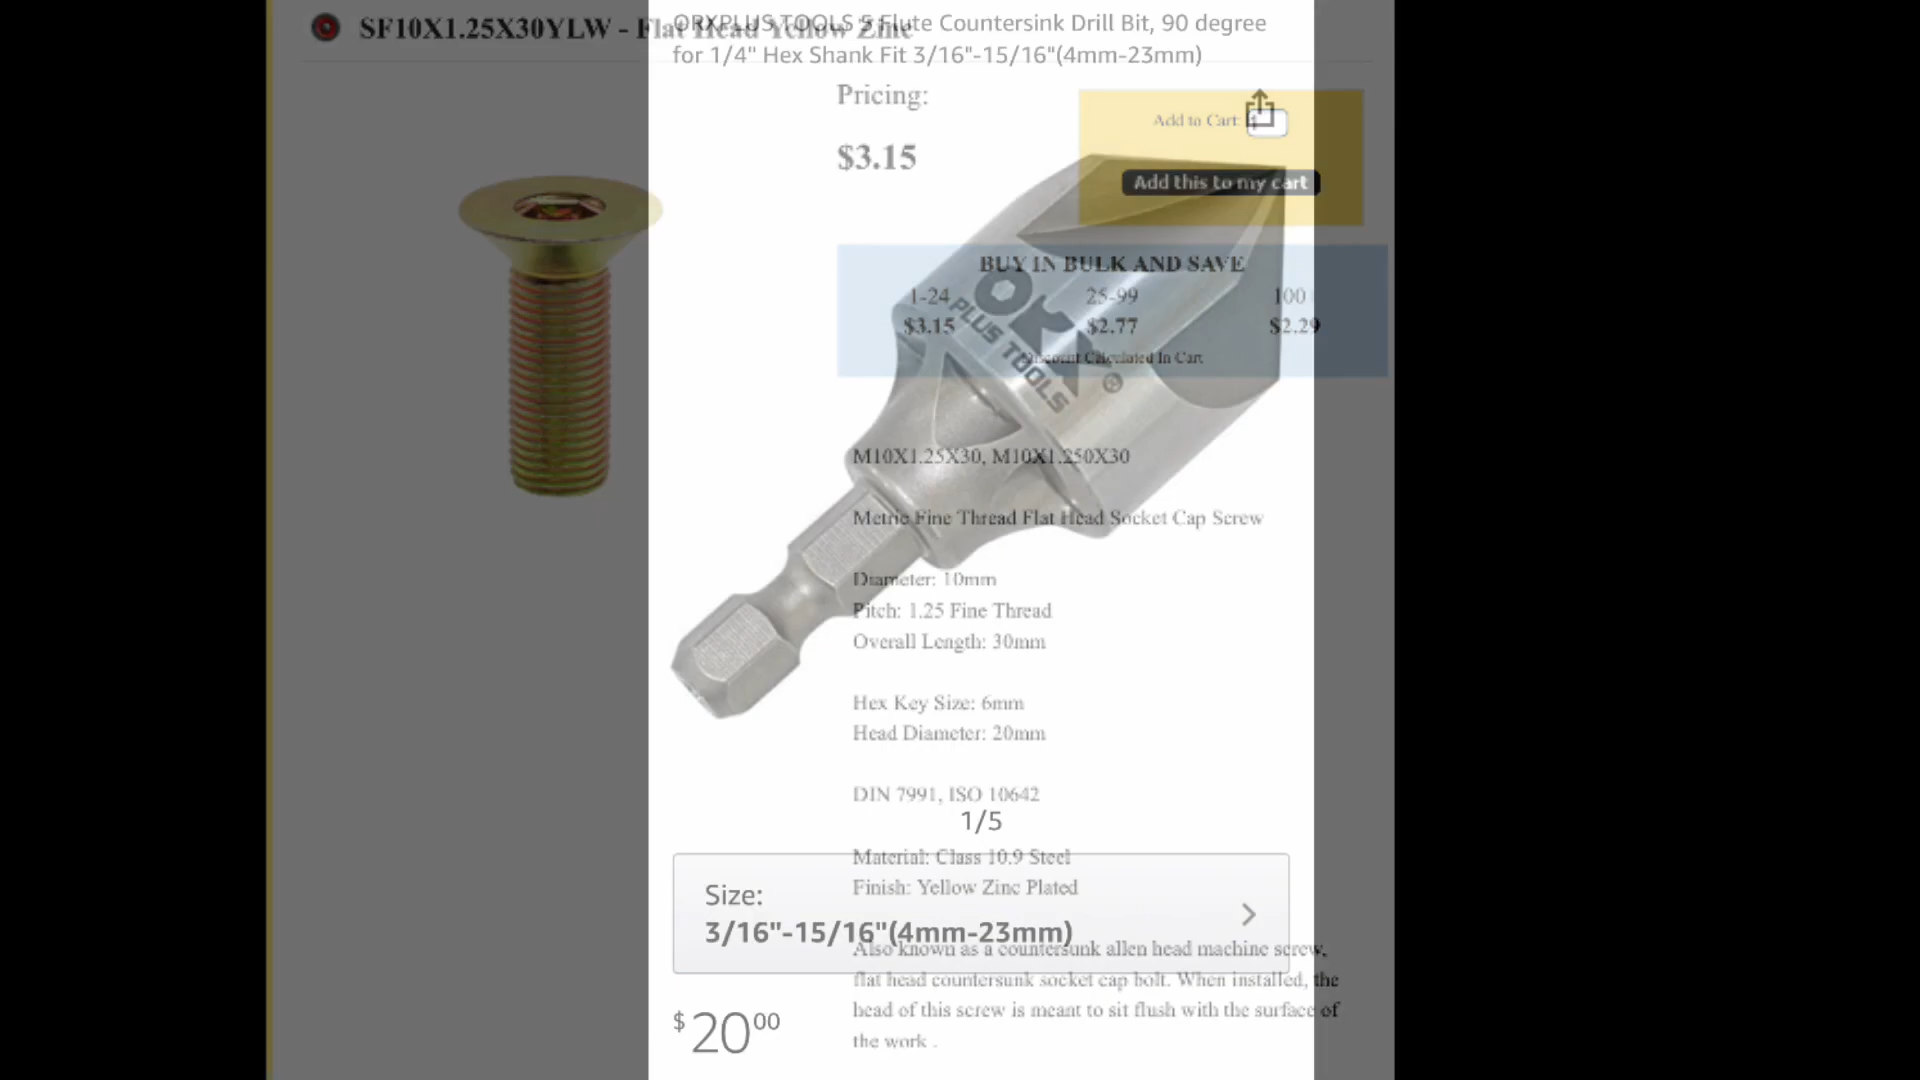 SF10X1.25X30YLW - Flat Head Yellow Zinc
ORXPLUS TOOLS 5 Flute Countersink Drill Bit, 90 degree
for 1/4" Hex Shank Fit 3/16"-15/16"(4mm-23mm)
Pricing:
$3.15
Add to Cart:
Add this to my cart
BUY IN BULK AND SAVE
1-24 25-99 100
$3.15 $2.77 $2.29
Discount Calculated In Cart
PLUS TOOLS ®
M10X1.25X30, M10X1.250X30
Metric Fine Thread Flat Head Socket Cap Screw
Diameter: 10mm
Pitch: 1.25 Fine Thread
Overall Length: 30mm
Hex Key Size: 6mm
Head Diameter: 20mm
DIN 7991, ISO 10642
1/5
Material: Class 10.9 Steel
Finish: Yellow Zinc Plated
Size:
3/16"-15/16"(4mm-23mm)
Also known as a countersunk allen head machine screw,
flat head countersunk socket cap bolt. When installed, the
head of this screw is meant to sit flush with the surface of
the work .
$2000